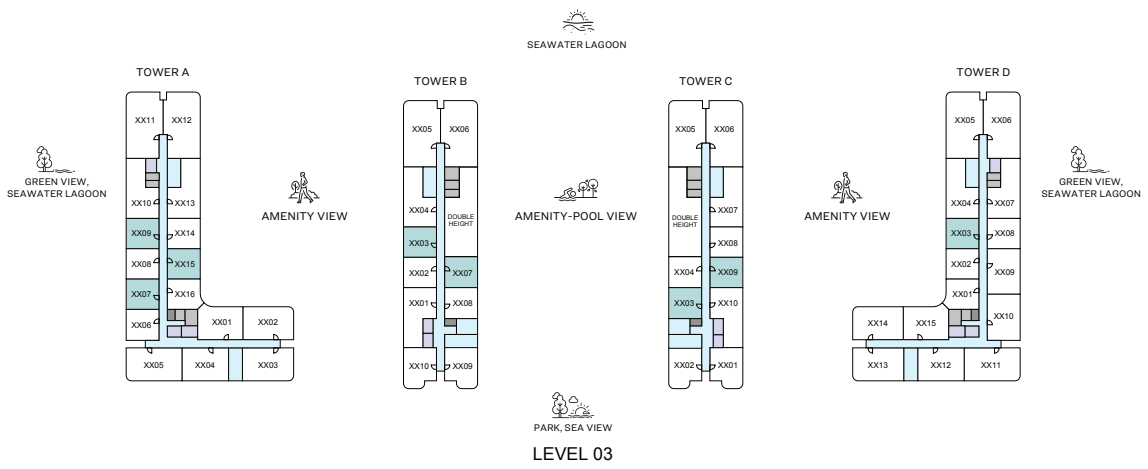 SEAWATER LAGOON
TOWER A
TOWER B
TOWER C
TOWER D
XX11
XX12
XX10
XX13
XX09
XX14
XX08
XX15
XX07
XX16
XX06
XX01
XX02
XX05
XX04
XX03
XX05
XX06
XX04
DOUBLE
HEIGHT
XX03
XX02
XX07
XX01
XX08
XX10
XX09
XX05
XX06
XX07
DOUBLE
HEIGHT
XX08
XX04
XX09
XX03
XX10
XX02
XX01
XX05
XX06
XX04
XX07
XX03
XX08
XX02
XX09
XX01
XX10
XX14
XX15
XX13
XX12
XX11
GREEN VIEW,
SEAWATER LAGOON
AMENITY VIEW
AMENITY-POOL VIEW
AMENITY VIEW
GREEN VIEW,
SEAWATER LAGOON
PARK, SEA VIEW
LEVEL 03